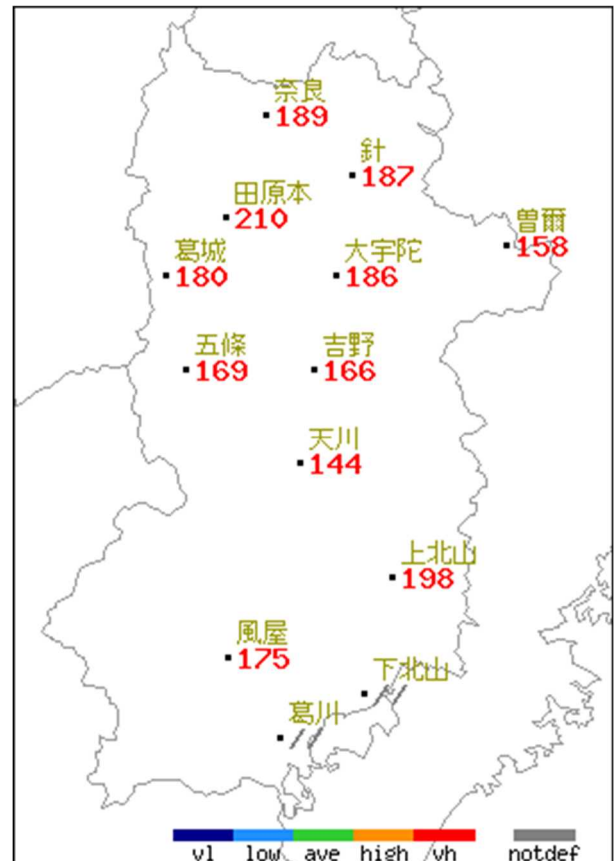 奈良
189
針
187
田原本
210
曽爾
158
葛城
180
大宇陀
186
五條
169
吉野
166
天川
144
上北山
198
風屋
175
下北山
//
葛川
//
vl low ave high vh notdef